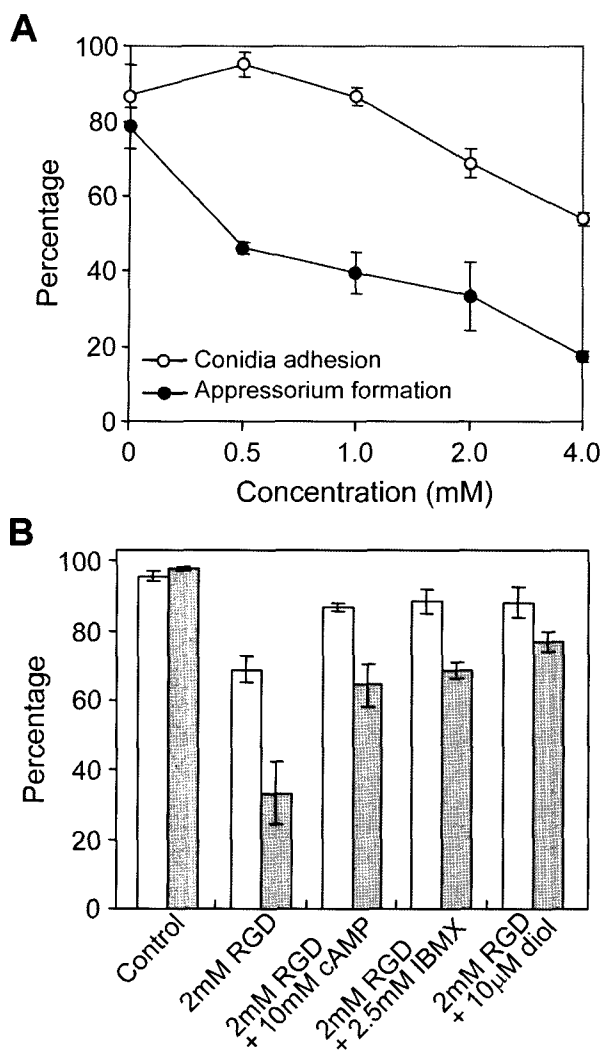 A
100
80
60
40
20
0
Percentage
Conidia adhesion
Appressorium formation
0 0.5 1.0 2.0 4.0
Concentration (mM)
B
100
80
60
40
20
0
Percentage
Control
2mM RGD
2mM RGD
+ 10mM cAMP
2mM RGD
+ 2.5mM IBMX
2mM RGD
+ 10µM diol